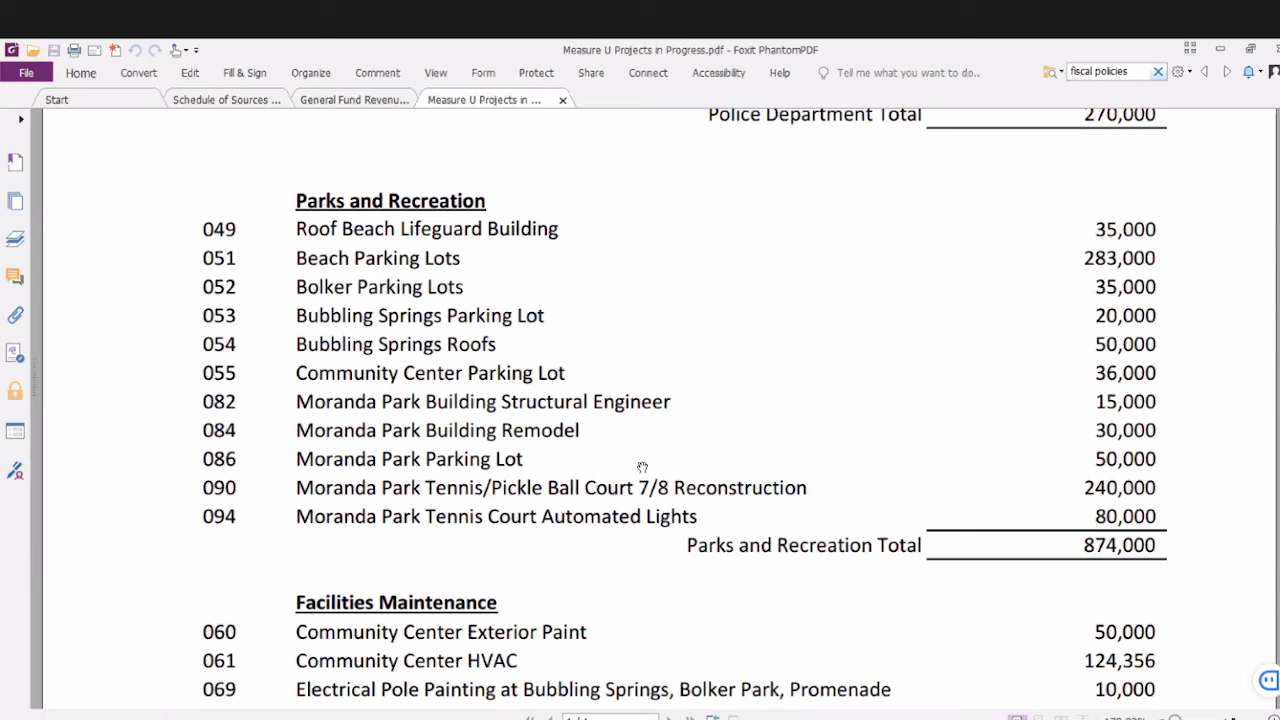 Measure U Projects in Progress.pdf - Foxit PhantomPDF
File Home Convert Edit Fill & Sign Organize Comment View Form Protect Share Connect Accessibility Help Tell me what you want to do.. fiscal policies
Start Schedule of Sources ... General Fund Revenu... Measure U Projects in ...
Police Department Total 270,000
Parks and Recreation
049 Roof Beach Lifeguard Building 35,000
051 Beach Parking Lots 283,000
052 Bolker Parking Lots 35,000
053 Bubbling Springs Parking Lot 20,000
054 Bubbling Springs Roofs 50,000
055 Community Center Parking Lot 36,000
082 Moranda Park Building Structural Engineer 15,000
084 Moranda Park Building Remodel 30,000
086 Moranda Park Parking Lot 50,000
090 Moranda Park Tennis/Pickle Ball Court 7/8 Reconstruction 240,000
094 Moranda Park Tennis Court Automated Lights 80,000
Parks and Recreation Total 874,000
Facilities Maintenance
060 Community Center Exterior Paint 50,000
061 Community Center HVAC 124,356
069 Electrical Pole Painting at Bubbling Springs, Bolker Park, Promenade 10,000